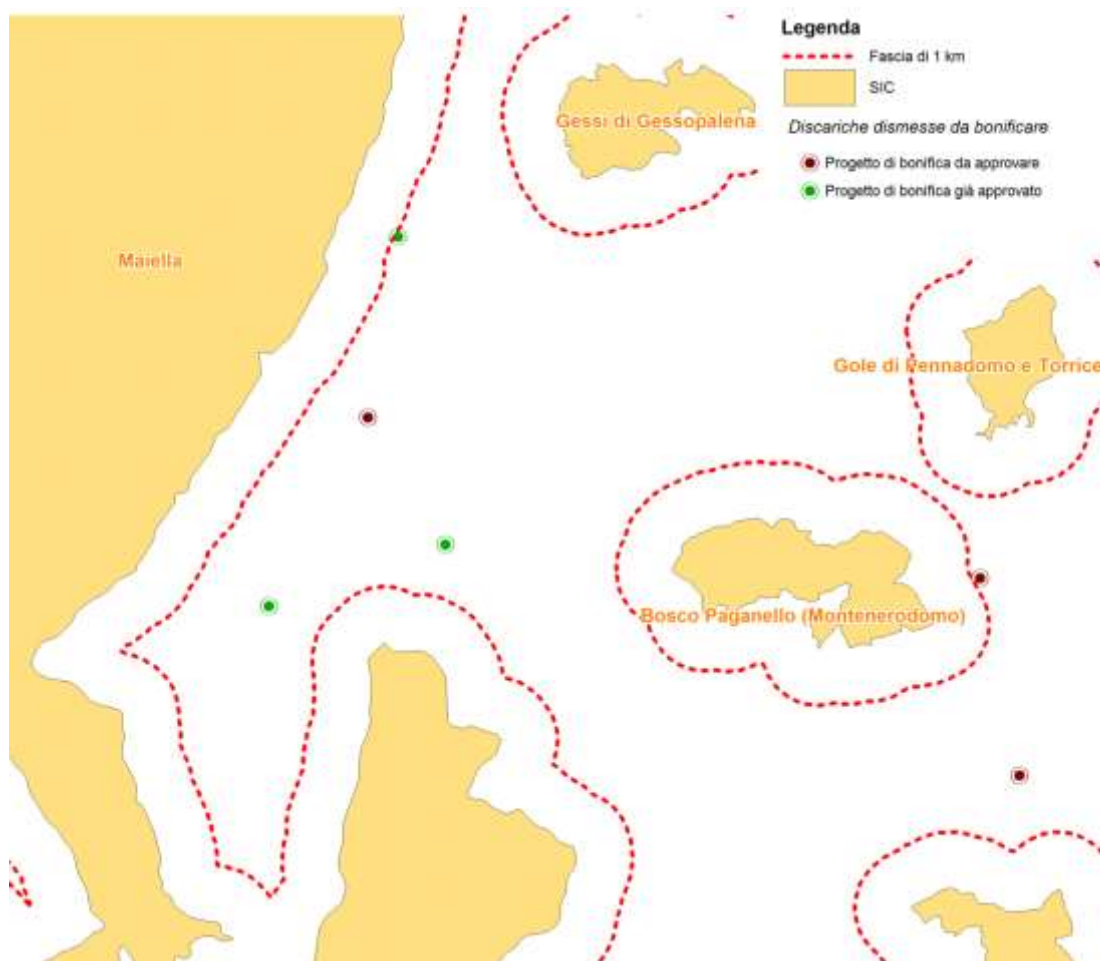 Legenda
Fascia di 1 km
SIC
Gessi di Gessopalena
Discariche dismesse da bonificare
Progetto di bonifica da approvare
Progetto di bonifica già approvato
Maiella
Gole di Pennadomo e Torrice
Bosco Paganello (Montenerodomo)